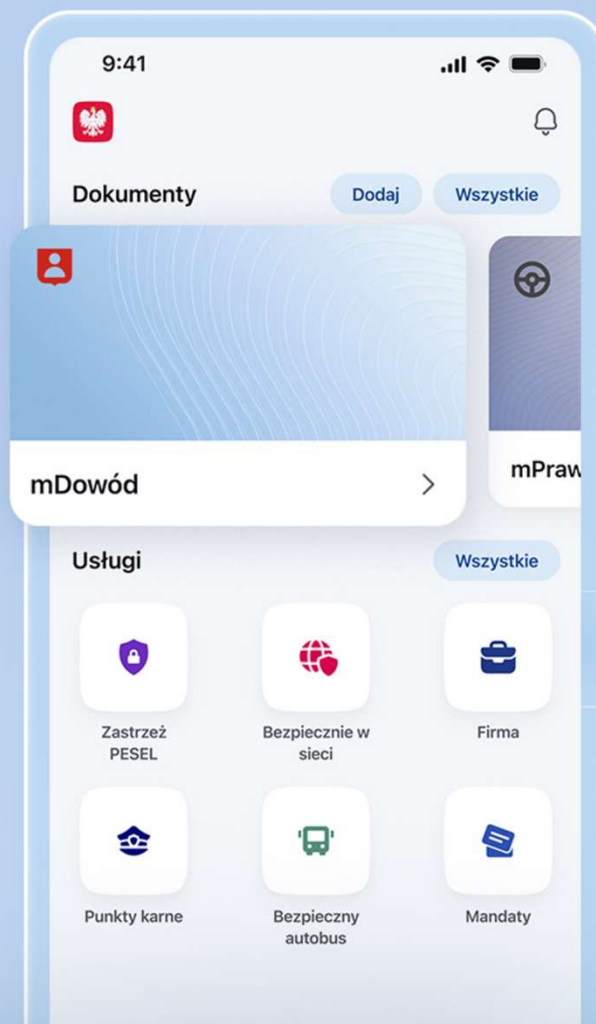 9:41
Dokumenty
Dodaj
Wszystkie
mDowód
mPraw
Usługi
Wszystkie
Zastrzeż
PESEL
Bezpiecznie w
sieci
Firma
Punkty karne
Bezpieczny
autobus
Mandaty